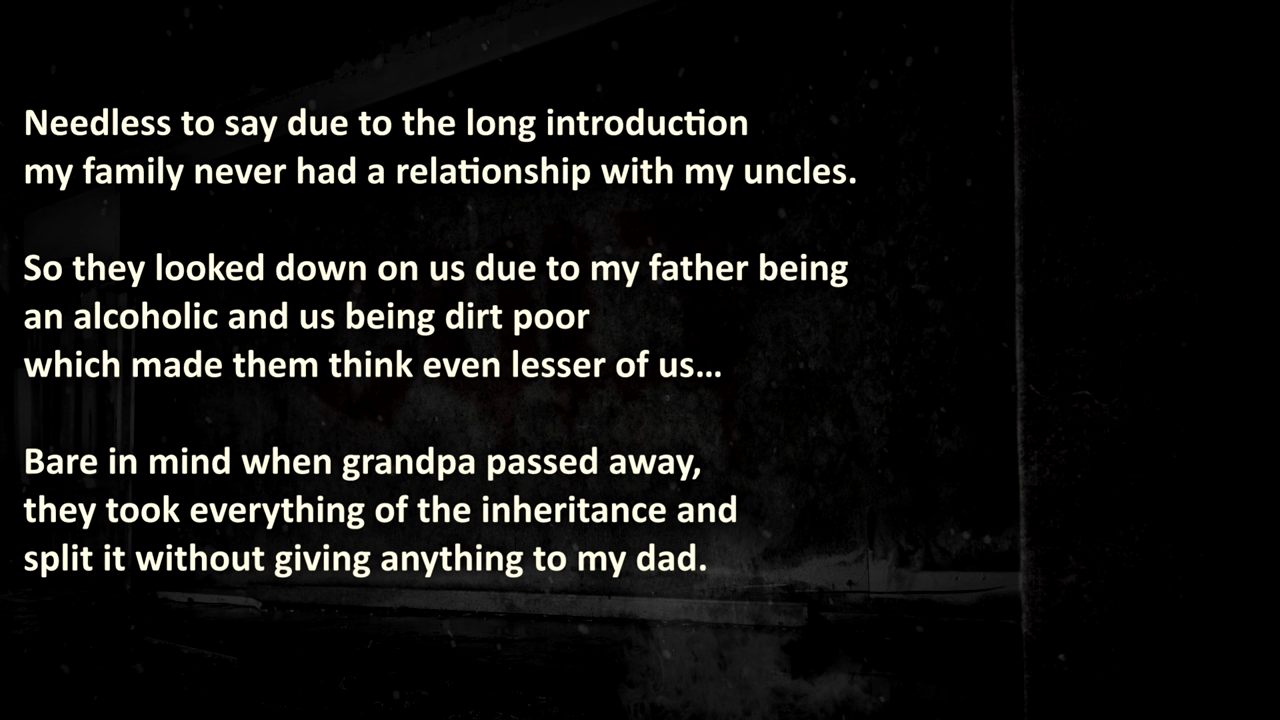 Needless to say due to the long introduction
my family never had a relationship with my uncles.
So they looked down on us due to my father being
an alcoholic and us being dirt poor
which made them think even lesser of us...
Bare in mind when grandpa passed away,
they took everything of the inheritance and
split it without giving anything to my dad.